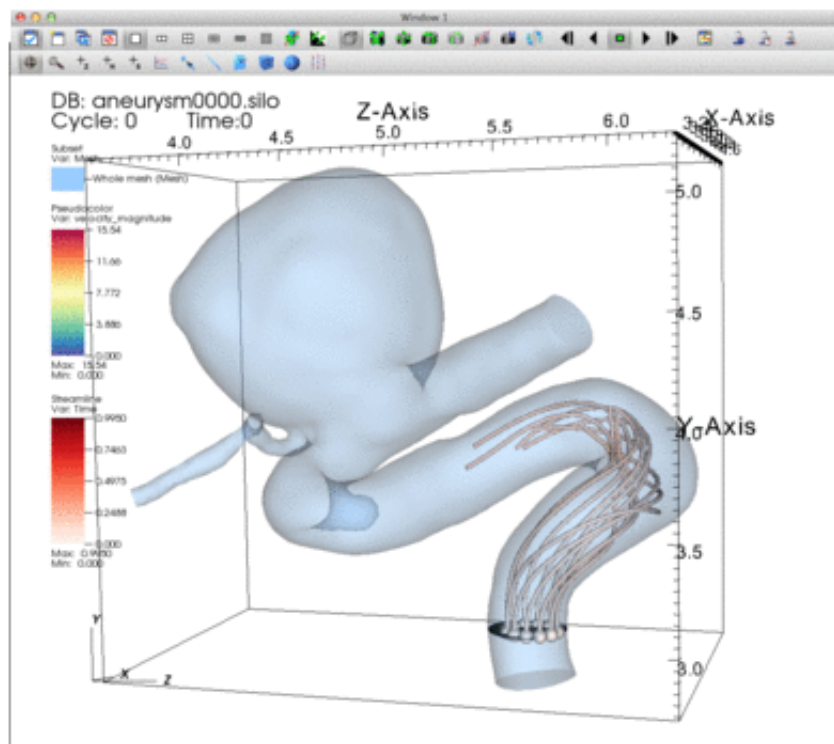 Window 1
DB: aneurysm0000.silo
Cycle: 0 Time:0
Z-Axis
X-Axis
4.0
4.5
5.0
5.5
6.0
Subset
Var: Mesh
Whole mesh (Mesh)
5.0
Pseudocolor
Var: velocity_magnitude
15.54
11.66
7.772
3.886
0.000
Max: 15.54
Min: 0.000
4.5
Streamline
Var: Time
0.9950
0.7463
0.4975
0.2488
0.000
Max: 0.9950
Min: 0.000
4.0
Y-Axis
3.5
3.0
Y
X
Z